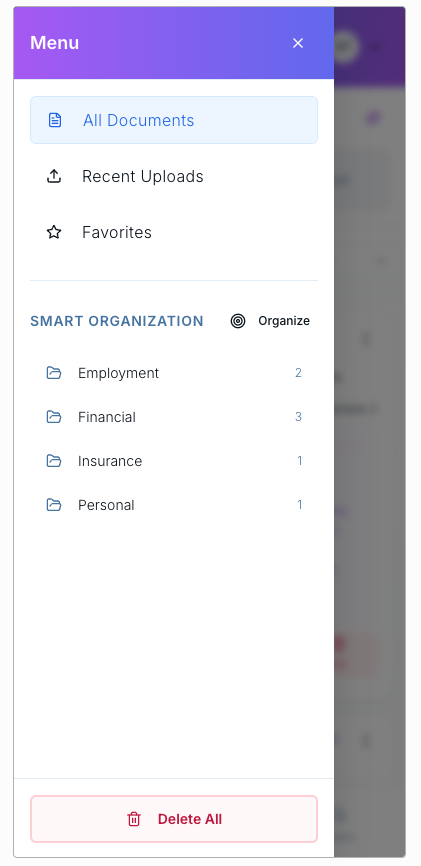 Menu
All Documents
Recent Uploads
Favorites
SMART ORGANIZATION Organize
Employment 2
Financial 3
Insurance 1
Personal 1
Delete All